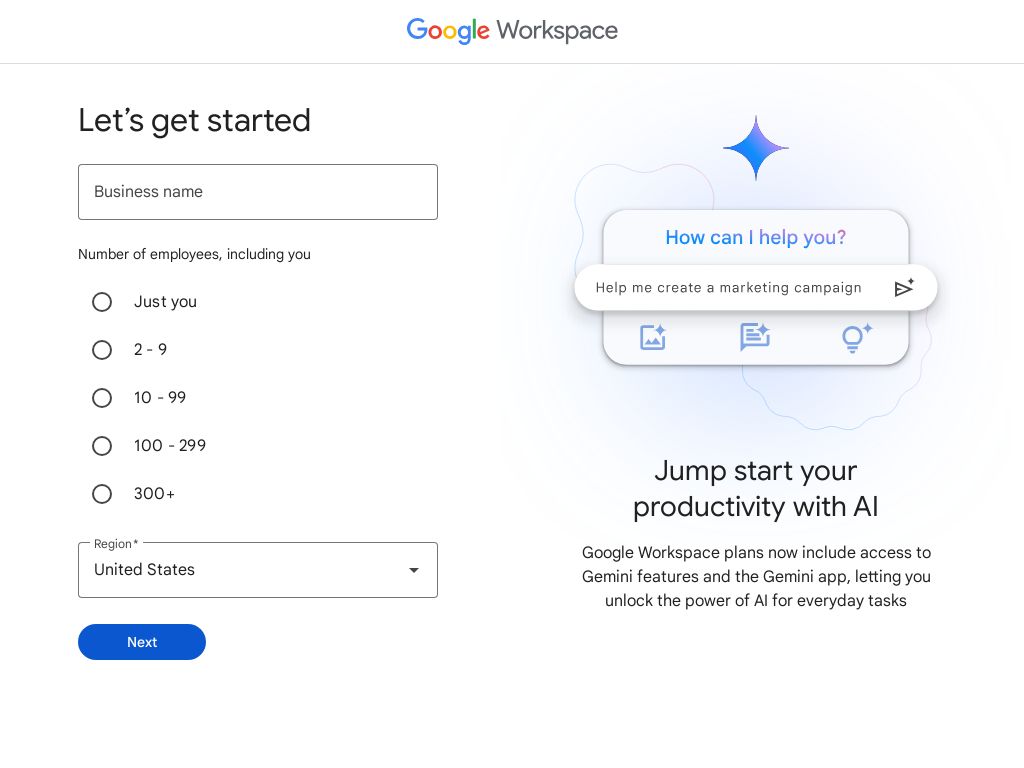 Google Workspace
Let’s get started
Business name
Number of employees, including you
Just you
2 - 9
10 - 99
100 - 299
300+
Region*
United States
Next
How can I help you?
Help me create a marketing campaign
Jump start your
productivity with AI
Google Workspace plans now include access to
Gemini features and the Gemini app, letting you
unlock the power of AI for everyday tasks